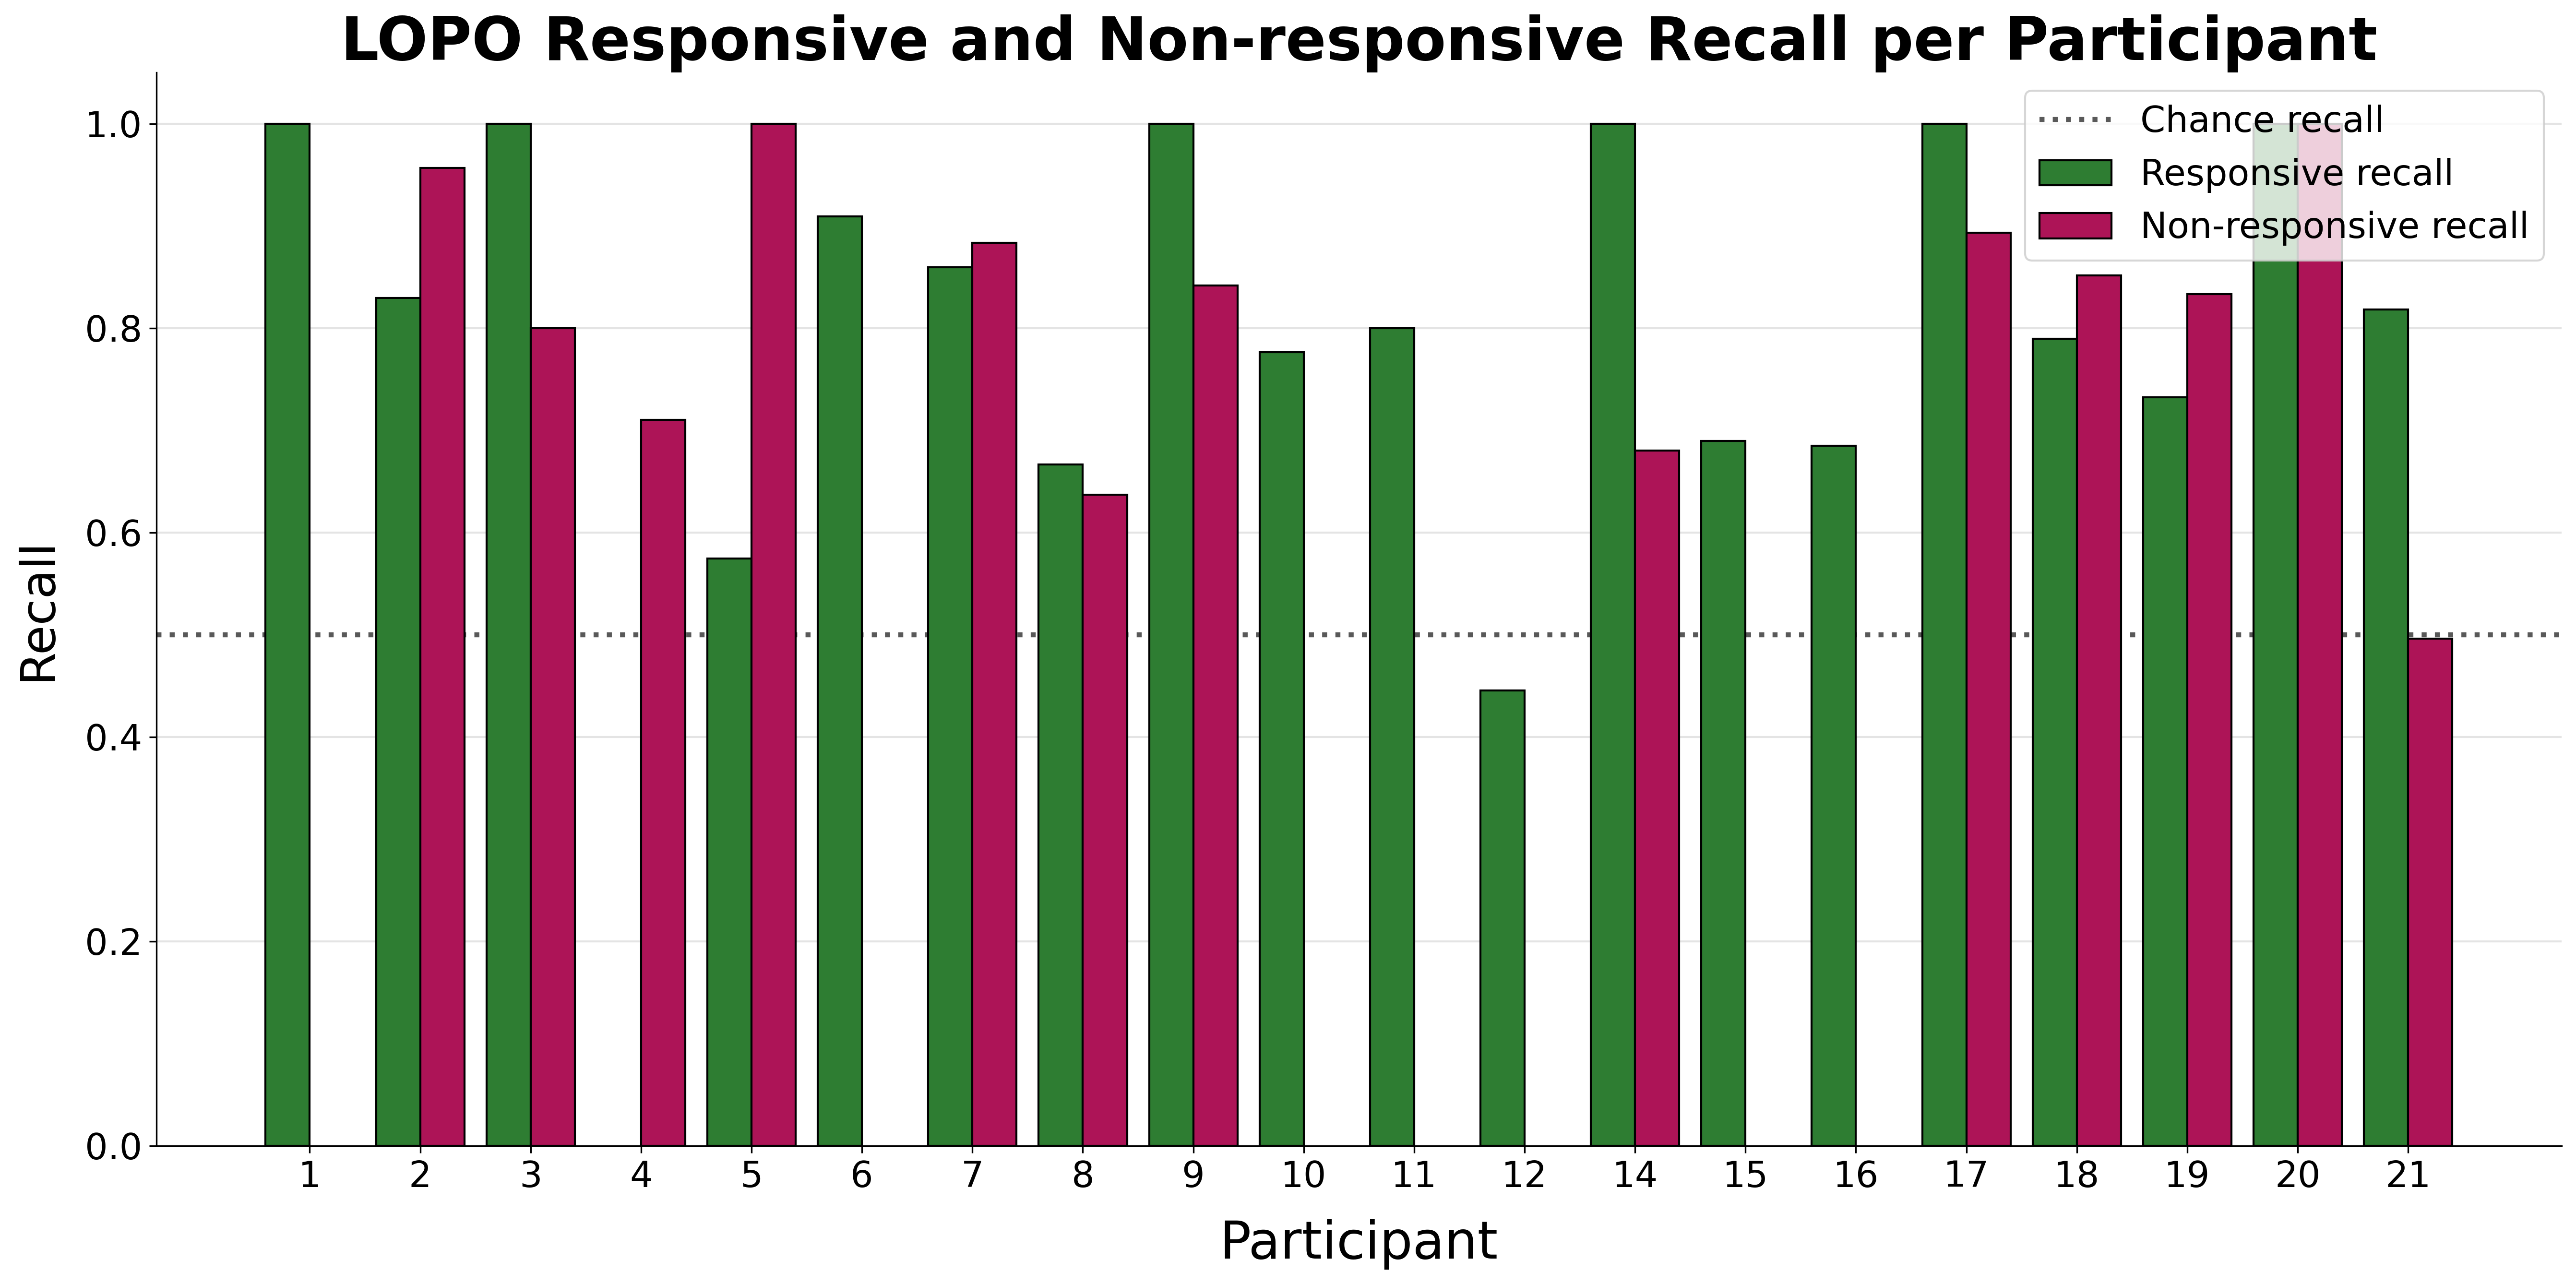 LOPO Responsive and Non-responsive Recall per Participant
Chance recall
Responsive recall
Non-responsive recall
1.0
0.8
0.6
0.4
0.2
0.0
Recall
1 2 3 4 5 6 7 8 9 10 11 12 14 15 16 17 18 19 20 21
Participant